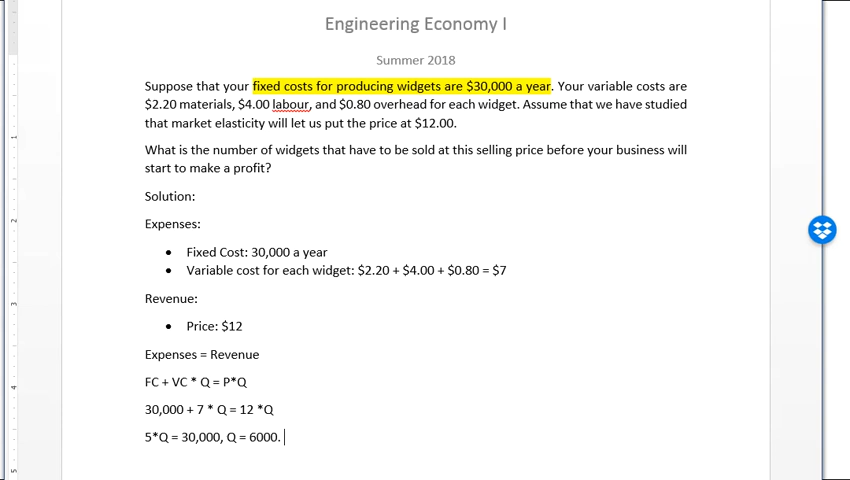 Engineering Economy I
Summer 2018
Suppose that your fixed costs for producing widgets are $30,000 a year. Your variable costs are
$2.20 materials, $4.00 labour, and $0.80 overhead for each widget. Assume that we have studied
that market elasticity will let us put the price at $12.00.
What is the number of widgets that have to be sold at this selling price before your business will
start to make a profit?
Solution:
Expenses:
• Fixed Cost: 30,000 a year
• Variable cost for each widget: $2.20 + $4.00 + $0.80 = $7
Revenue:
• Price: $12
Expenses = Revenue
FC + VC * Q = P*Q
30,000 + 7 * Q = 12 *Q
5*Q = 30,000, Q = 6000.
1
2
3
4
5